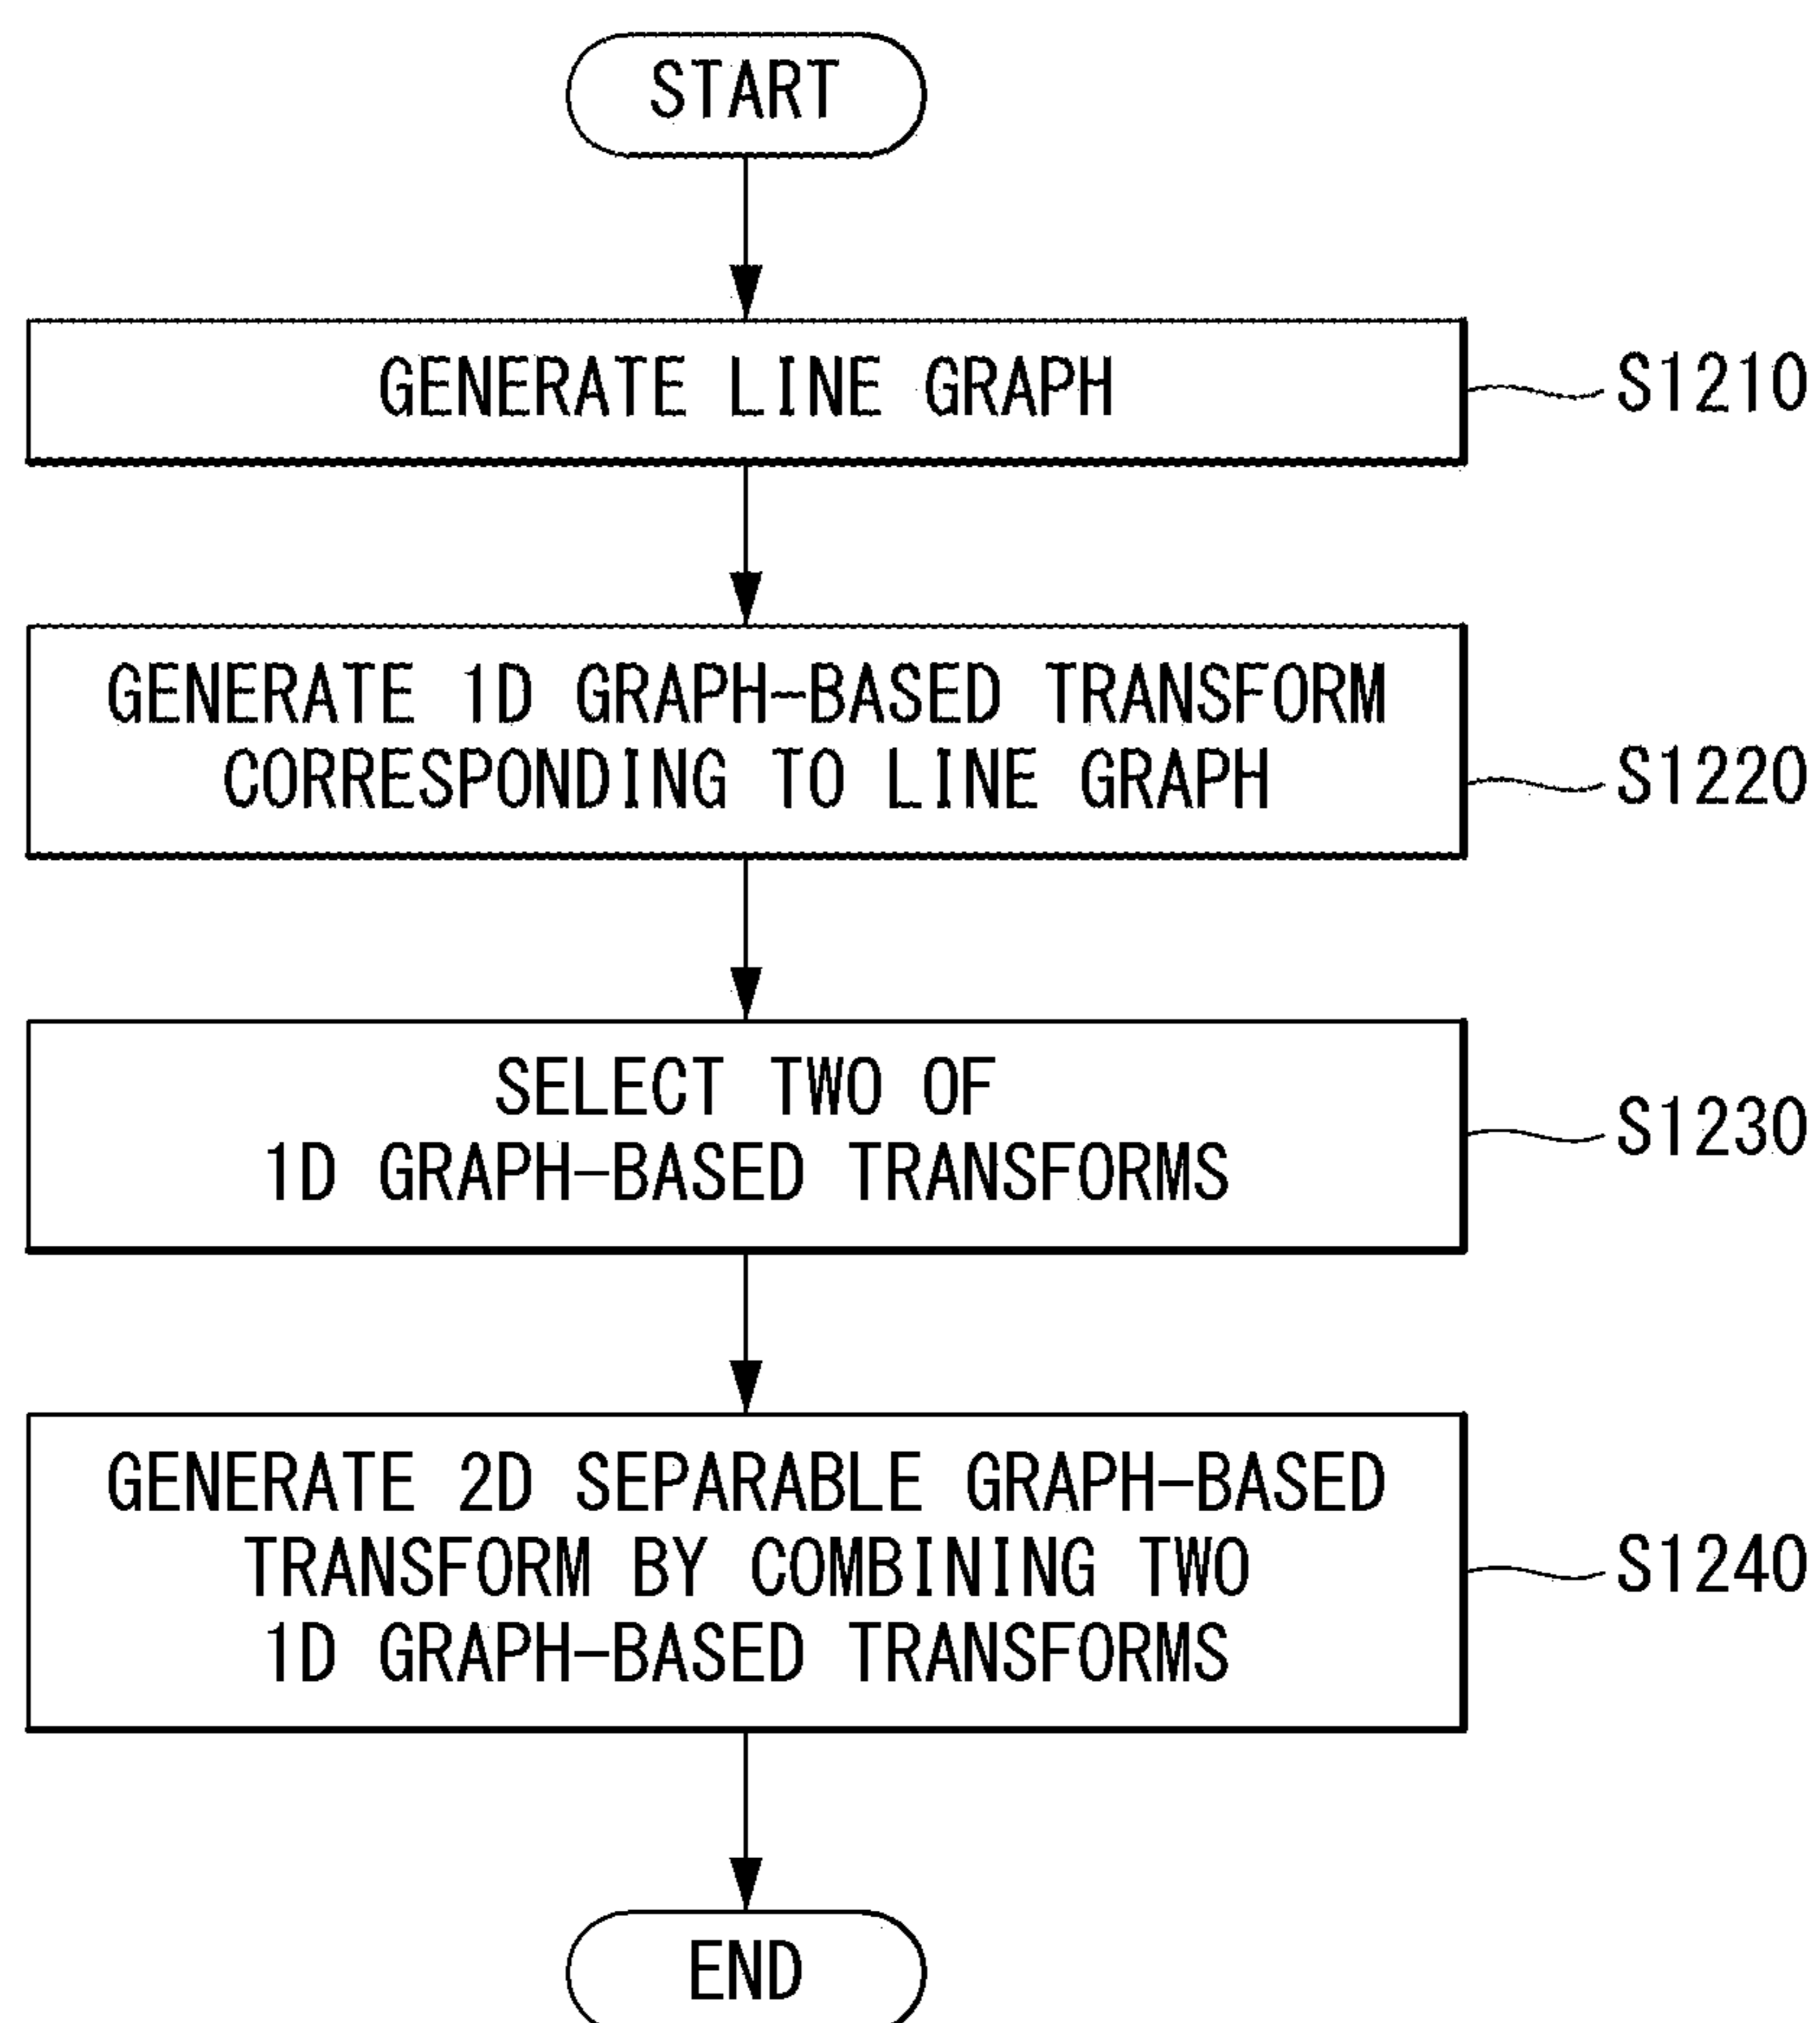 START
GENERATE LINE GRAPH
S1210
GENERATE 1D GRAPH-BASED TRANSFORM
CORRESPONDING TO LINE GRAPH
S1220
SELECT TWO OF
1D GRAPH-BASED TRANSFORMS
S1230
GENERATE 2D SEPARABLE GRAPH-BASED
TRANSFORM BY COMBINING TWO
1D GRAPH-BASED TRANSFORMS
S1240
END